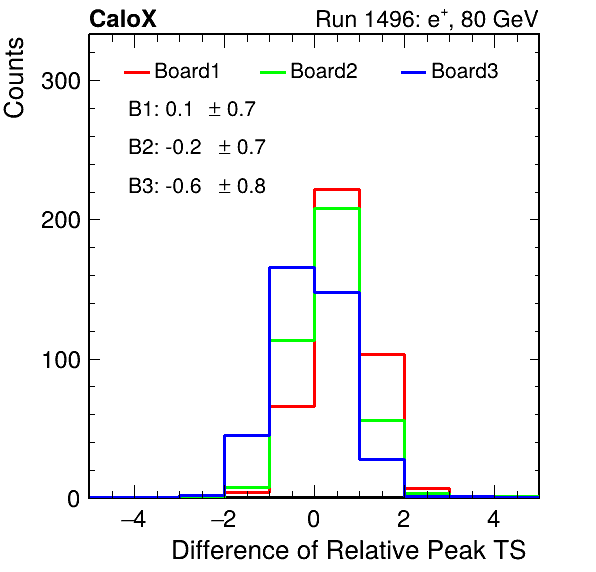 CaloX Run 1496: e⁺, 80 GeV
Counts
Board1 Board2 Board3
B1: 0.1 ± 0.7
B2: -0.2 ± 0.7
B3: -0.6 ± 0.8
300
200
100
0
−4 −2 0 2 4
Difference of Relative Peak TS